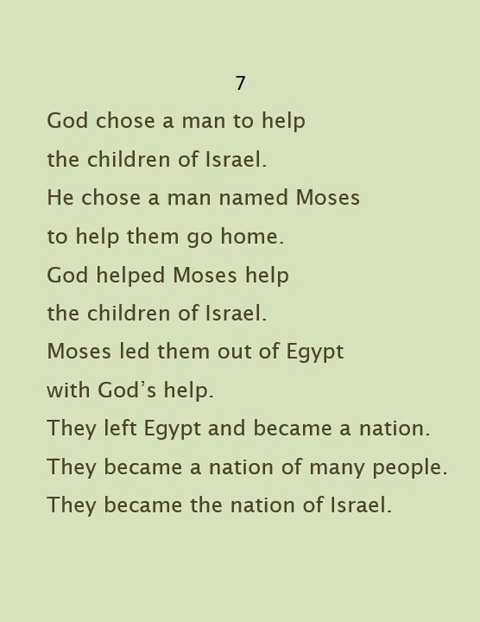 7
God chose a man to help
the children of Israel.
He chose a man named Moses
to help them go home.
God helped Moses help
the children of Israel.
Moses led them out of Egypt
with God’s help.
They left Egypt and became a nation.
They became a nation of many people.
They became the nation of Israel.